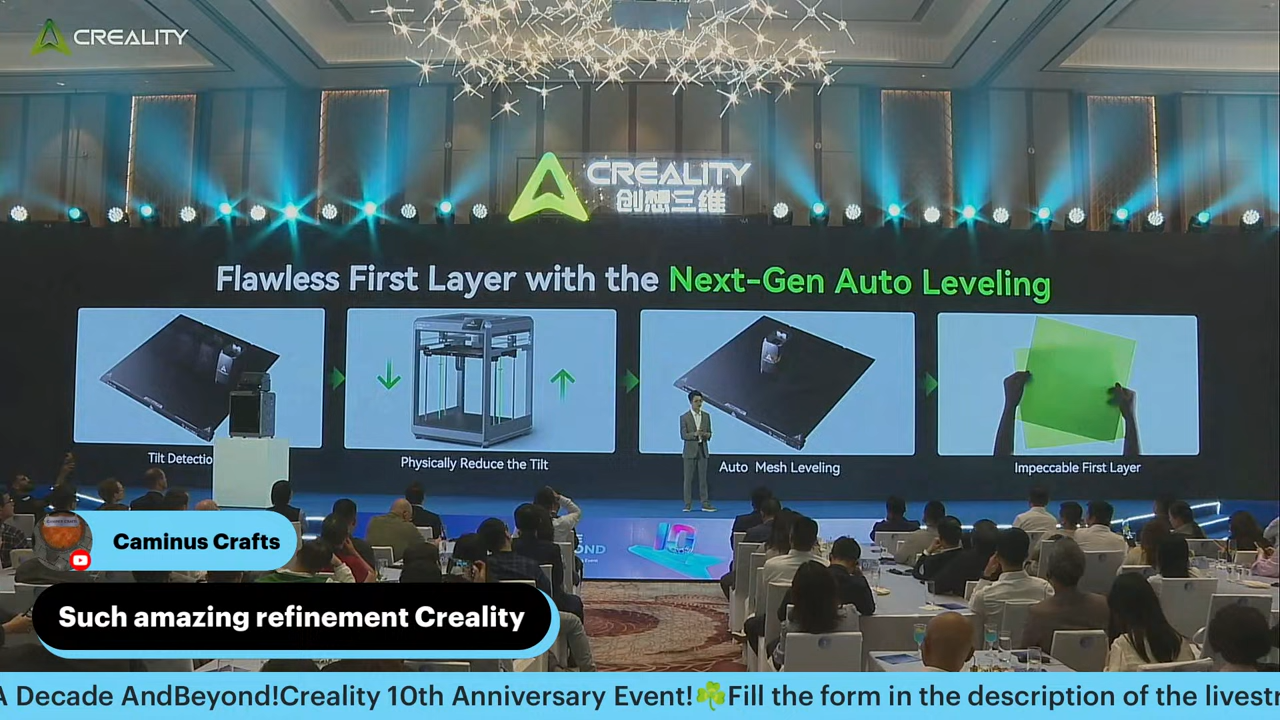 CREALITY
CREALITY
创想三维
Flawless First Layer with the Next-Gen Auto Leveling
Tilt Detectio
Physically Reduce the Tilt
Auto Mesh Leveling
Impeccable First Layer
Caminus Crafts
Such amazing refinement Creality
A Decade AndBeyond!Creality 10th Anniversary Event!☘️Fill the form in the description of the livestr